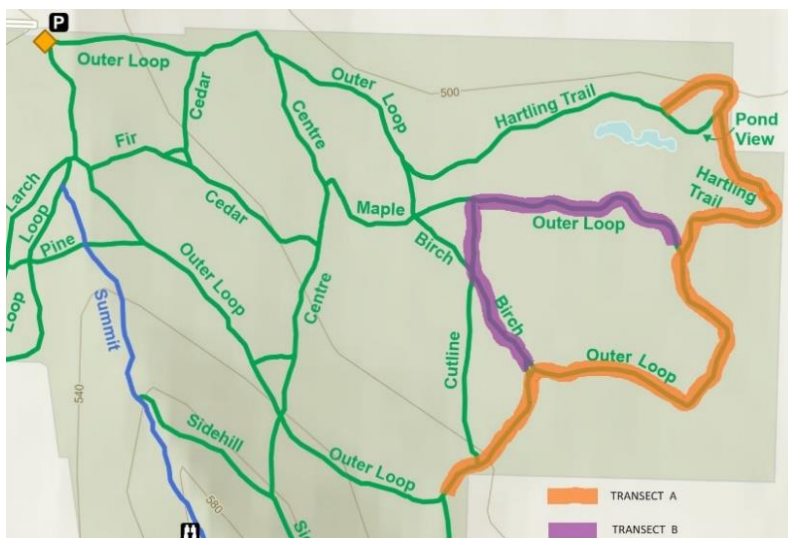 P
Outer Loop
Cedar
Centre
Outer
Loop
500
Hartling Trail
Pond
View
Fir
Larch
Loop
Cedar
Maple
Hartling
Trail
Outer Loop
Birch
Pine
Outer Loop
Centre
Birch
Loop
Summit
Cutline
Outer Loop
540
Sidehill
Outer Loop
580
TRANSECT A
TRANSECT B